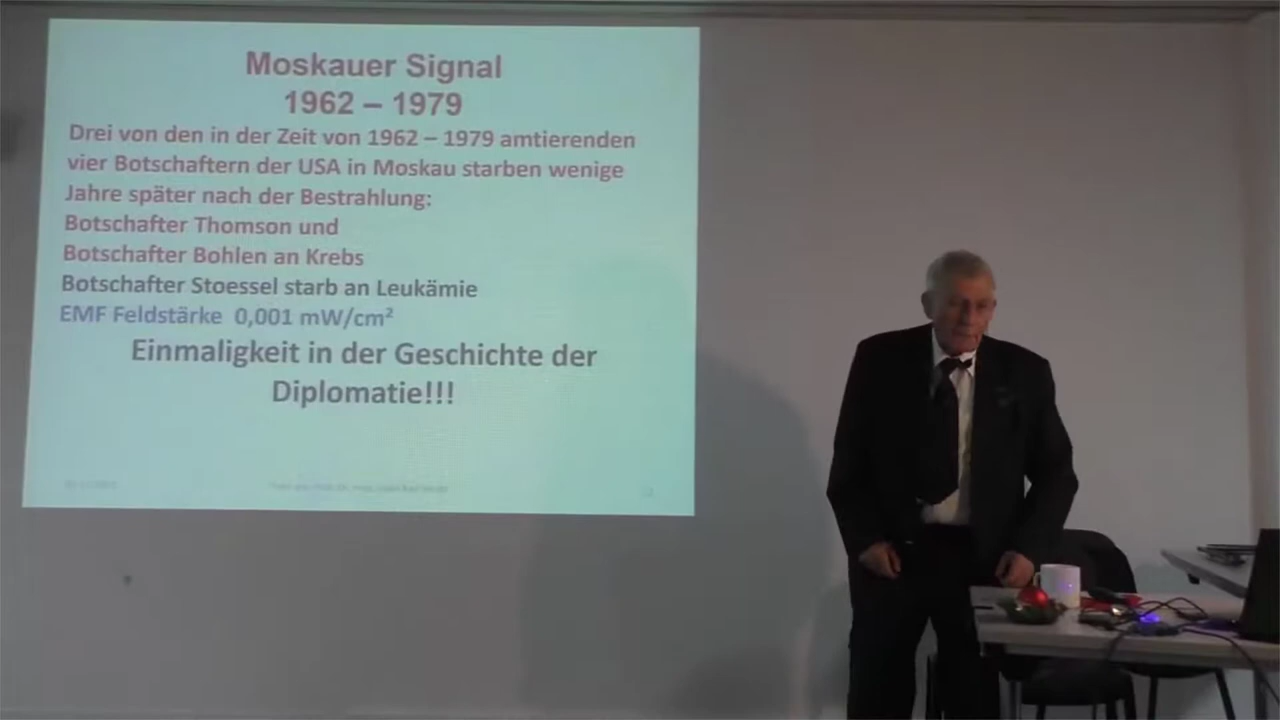 Moskauer Signal
1962 – 1979
Drei von den in der Zeit von 1962 – 1979 amtierenden
vier Botschaftern der USA in Moskau starben wenige
Jahre später nach der Bestrahlung:
Botschafter Thomson und
Botschafter Bohlen an Krebs
Botschafter Stoessel starb an Leukämie
EMF Feldstärke 0,001 mW/cm²
Einmaligkeit in der Geschichte der
Diplomatie!!!